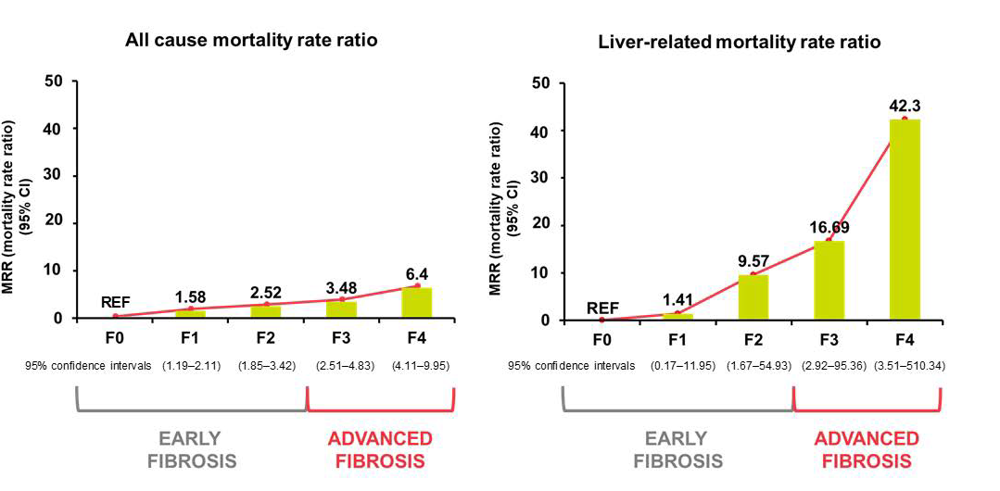 All cause mortality rate ratio
MRR (mortality rate ratio)
(95% CI)
50
40
30
20
10
0
REF
1.58
2.52
3.48
6.4
F0
F1
F2
F3
F4
95% confidence intervals
(1.19–2.11)
(1.85–3.42)
(2.51–4.83)
(4.11–9.95)
EARLY
FIBROSIS
ADVANCED
FIBROSIS
Liver-related mortality rate ratio
MRR (mortality rate ratio)
(95% CI)
50
40
30
20
10
0
REF
1.41
9.57
16.69
42.3
F0
F1
F2
F3
F4
95% confidence intervals
(0.17–11.95)
(1.67–54.93)
(2.92–95.36)
(3.51–510.34)
EARLY
FIBROSIS
ADVANCED
FIBROSIS